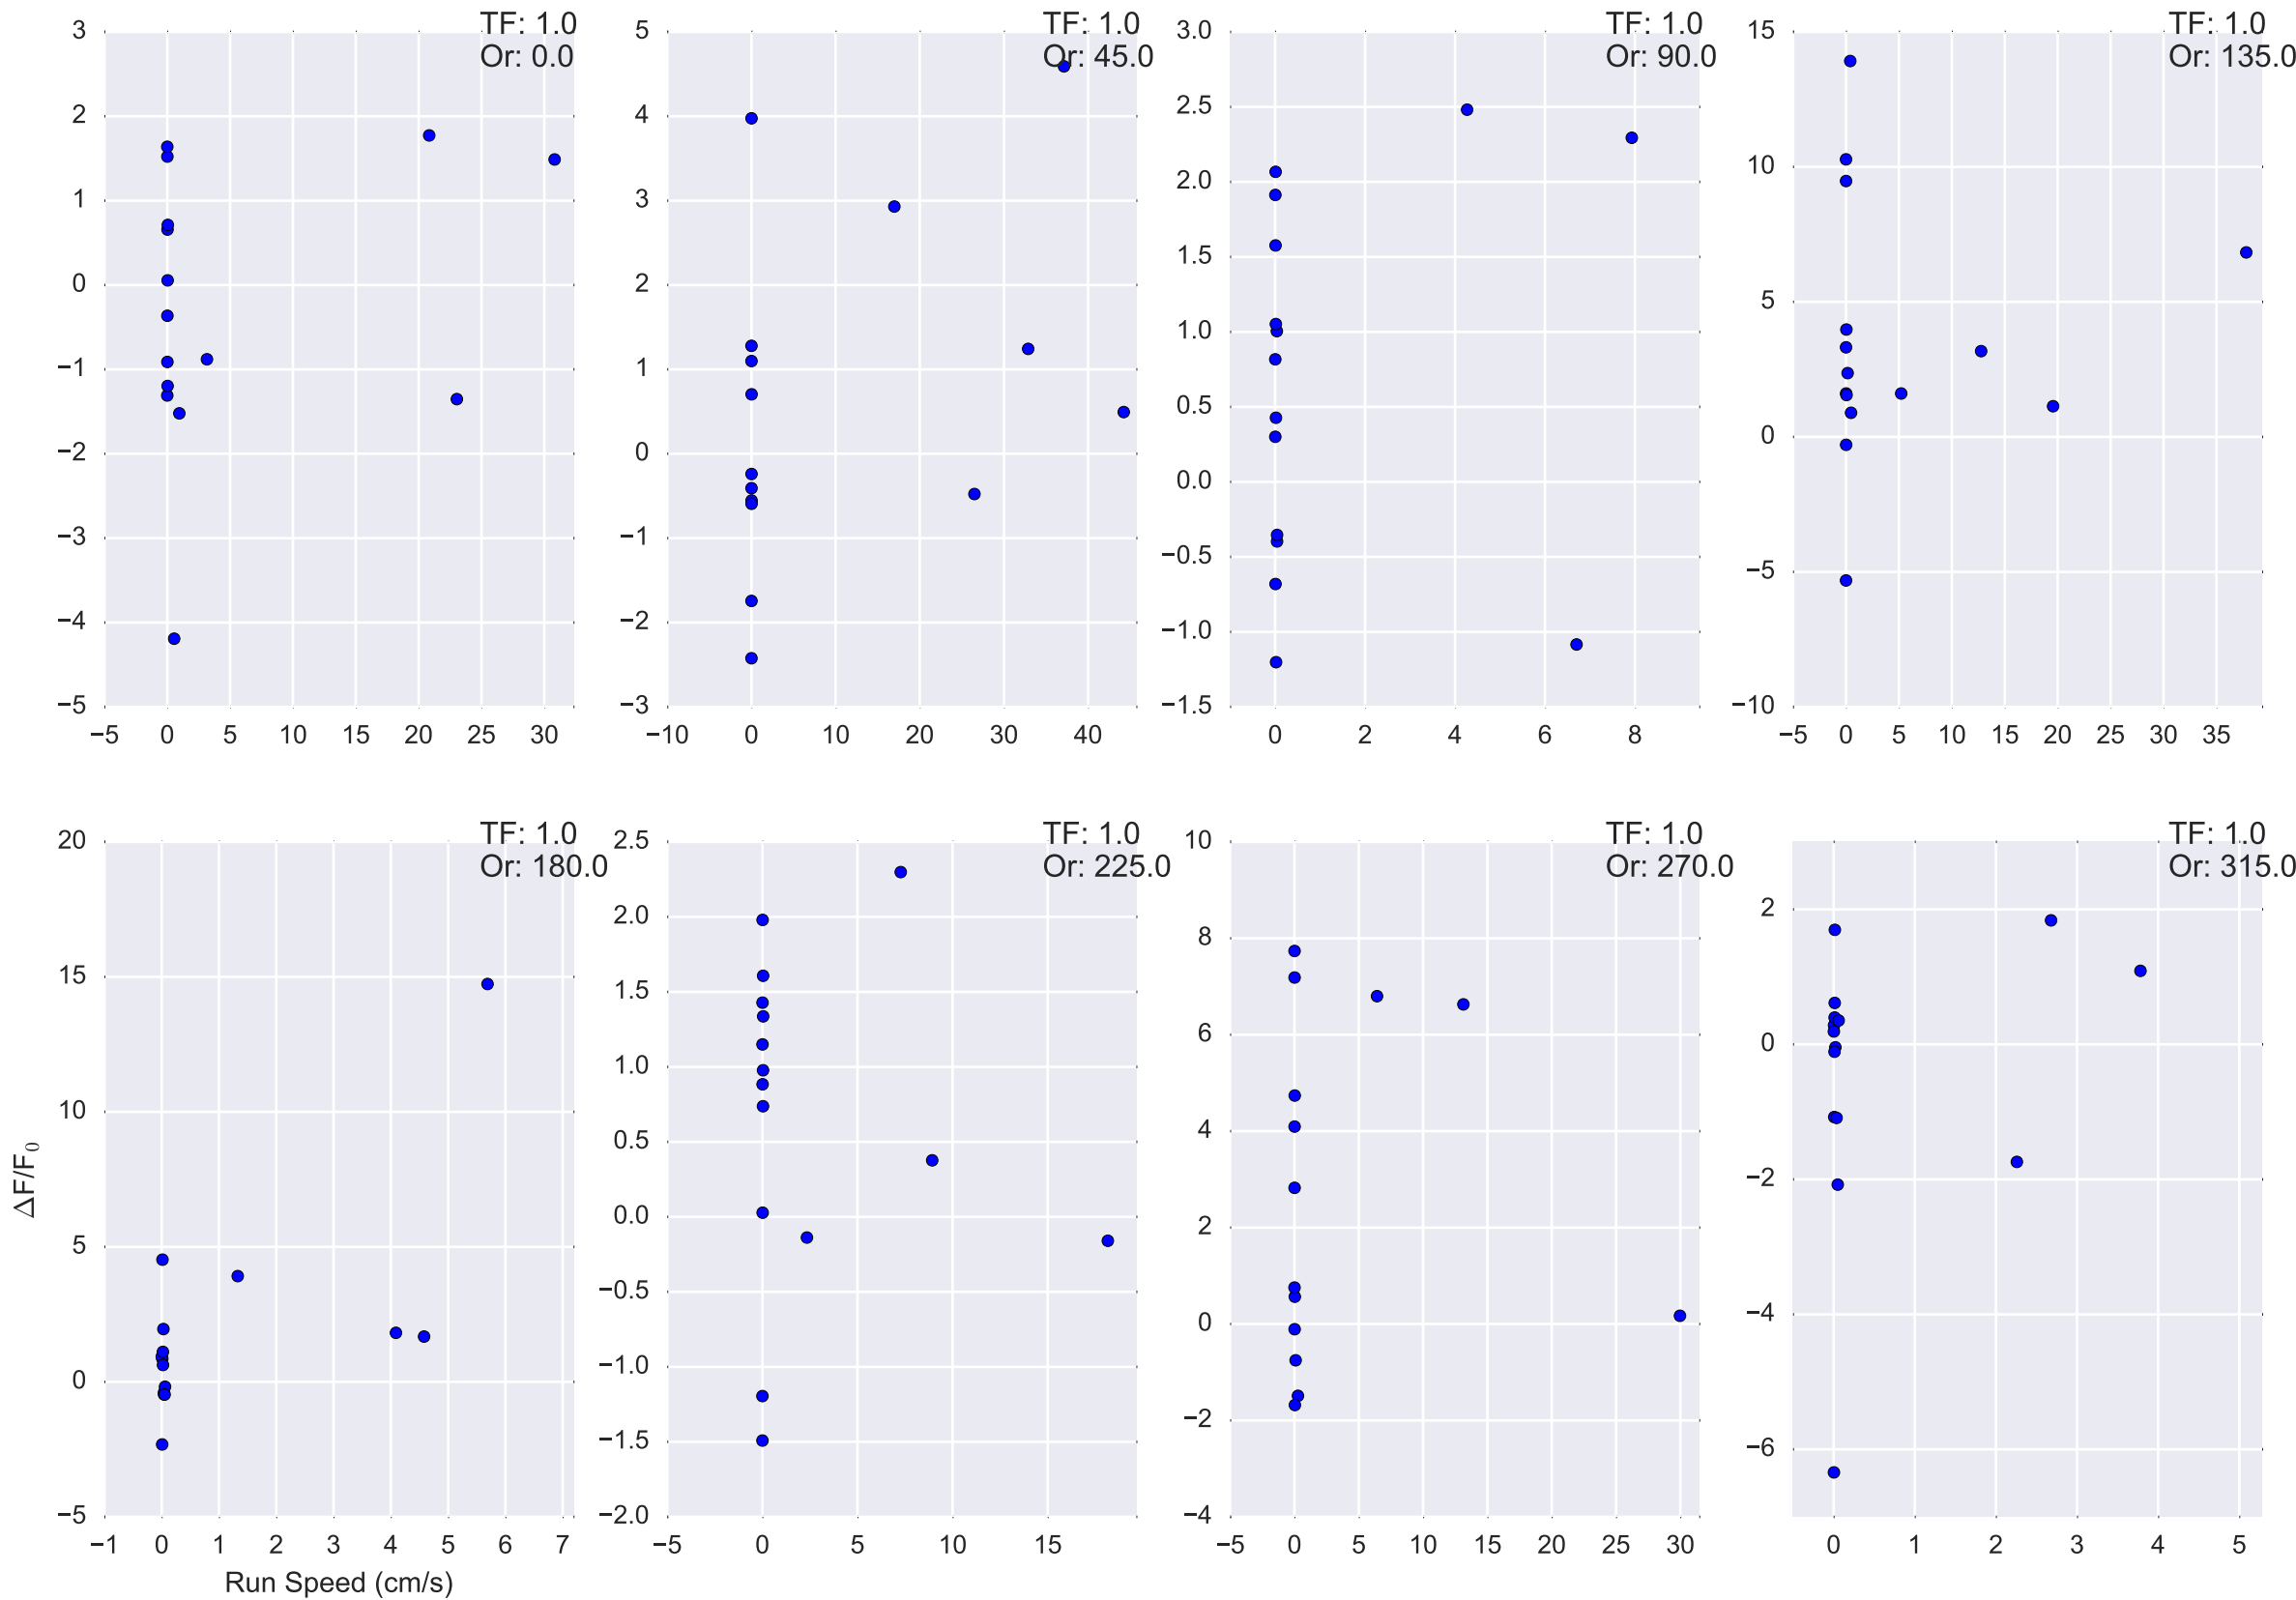 TF: 1.0
Or: 0.0
3
2
1
0
−1
−2
−3
−4
−5
−5 0 5 10 15 20 25 30
TF: 1.0
Or: 45.0
5
4
3
2
1
0
−1
−2
−3
−10 0 10 20 30 40
TF: 1.0
Or: 90.0
3.0
2.5
2.0
1.5
1.0
0.5
0.0
−0.5
−1.0
−1.5
0 2 4 6 8
TF: 1.0
Or: 135.0
15
10
5
0
−5
−10
−5 0 5 10 15 20 25 30 35
TF: 1.0
Or: 180.0
20
15
10
5
0
−5
ΔF/F₀
−1 0 1 2 3 4 5 6 7
Run Speed (cm/s)
TF: 1.0
Or: 225.0
2.5
2.0
1.5
1.0
0.5
0.0
−0.5
−1.0
−1.5
−2.0
−5 0 5 10 15
TF: 1.0
Or: 270.0
10
8
6
4
2
0
−2
−4
−5 0 5 10 15 20 25 30
TF: 1.0
Or: 315.0
2
0
−2
−4
−6
0 1 2 3 4 5